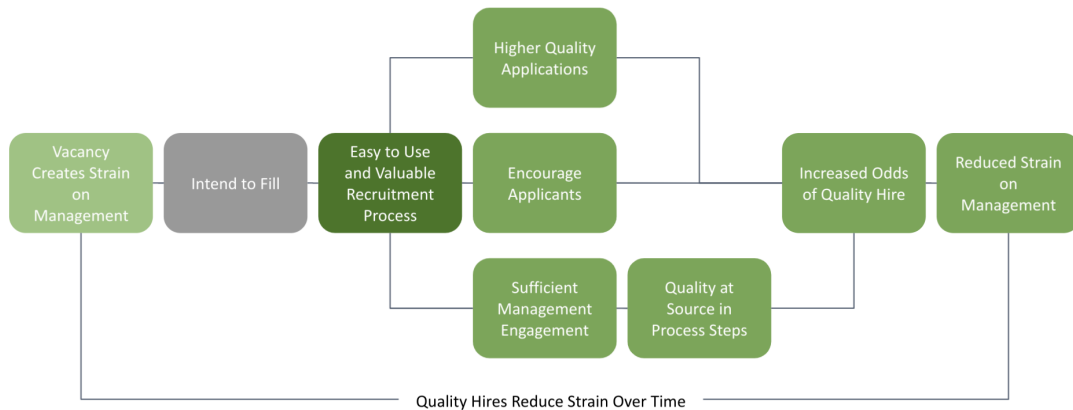 Higher Quality
Applications
Vacancy
Creates Strain
on
Management
Intend to Fill
Easy to Use
and Valuable
Recruitment
Process
Encourage
Applicants
Increased Odds
of Quality Hire
Reduced Strain
on
Management
Sufficient
Management
Engagement
Quality at
Source in
Process Steps
Quality Hires Reduce Strain Over Time